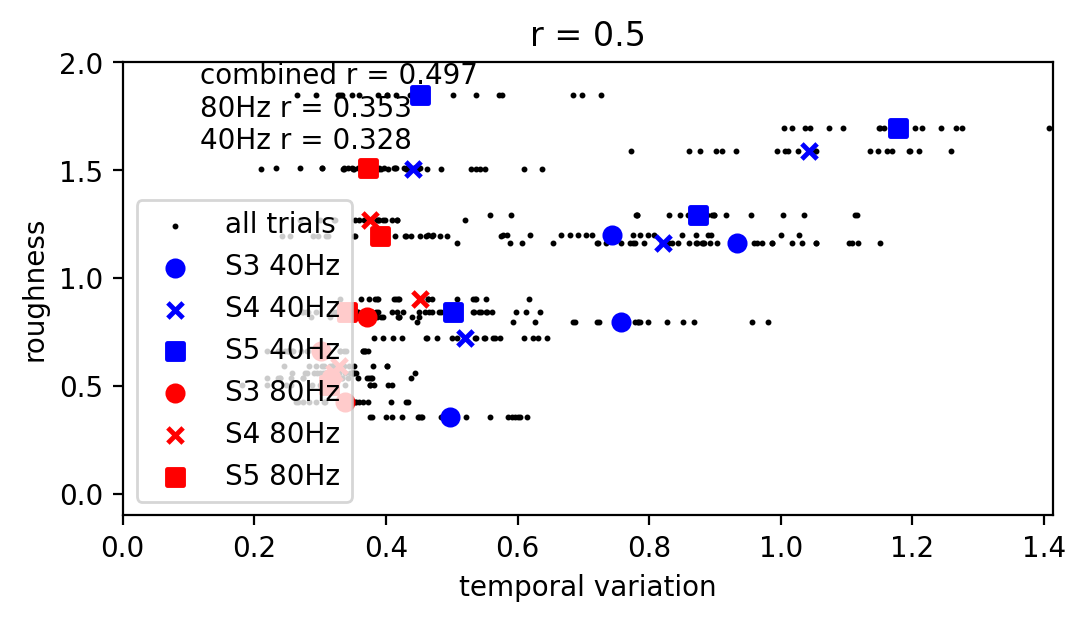 r = 0.5
combined r = 0.497
80Hz r = 0.353
40Hz r = 0.328
all trials
S3 40Hz
S4 40Hz
S5 40Hz
S3 80Hz
S4 80Hz
S5 80Hz
roughness
2.0
1.5
1.0
0.5
0.0
0.0 0.2 0.4 0.6 0.8 1.0 1.2 1.4
temporal variation